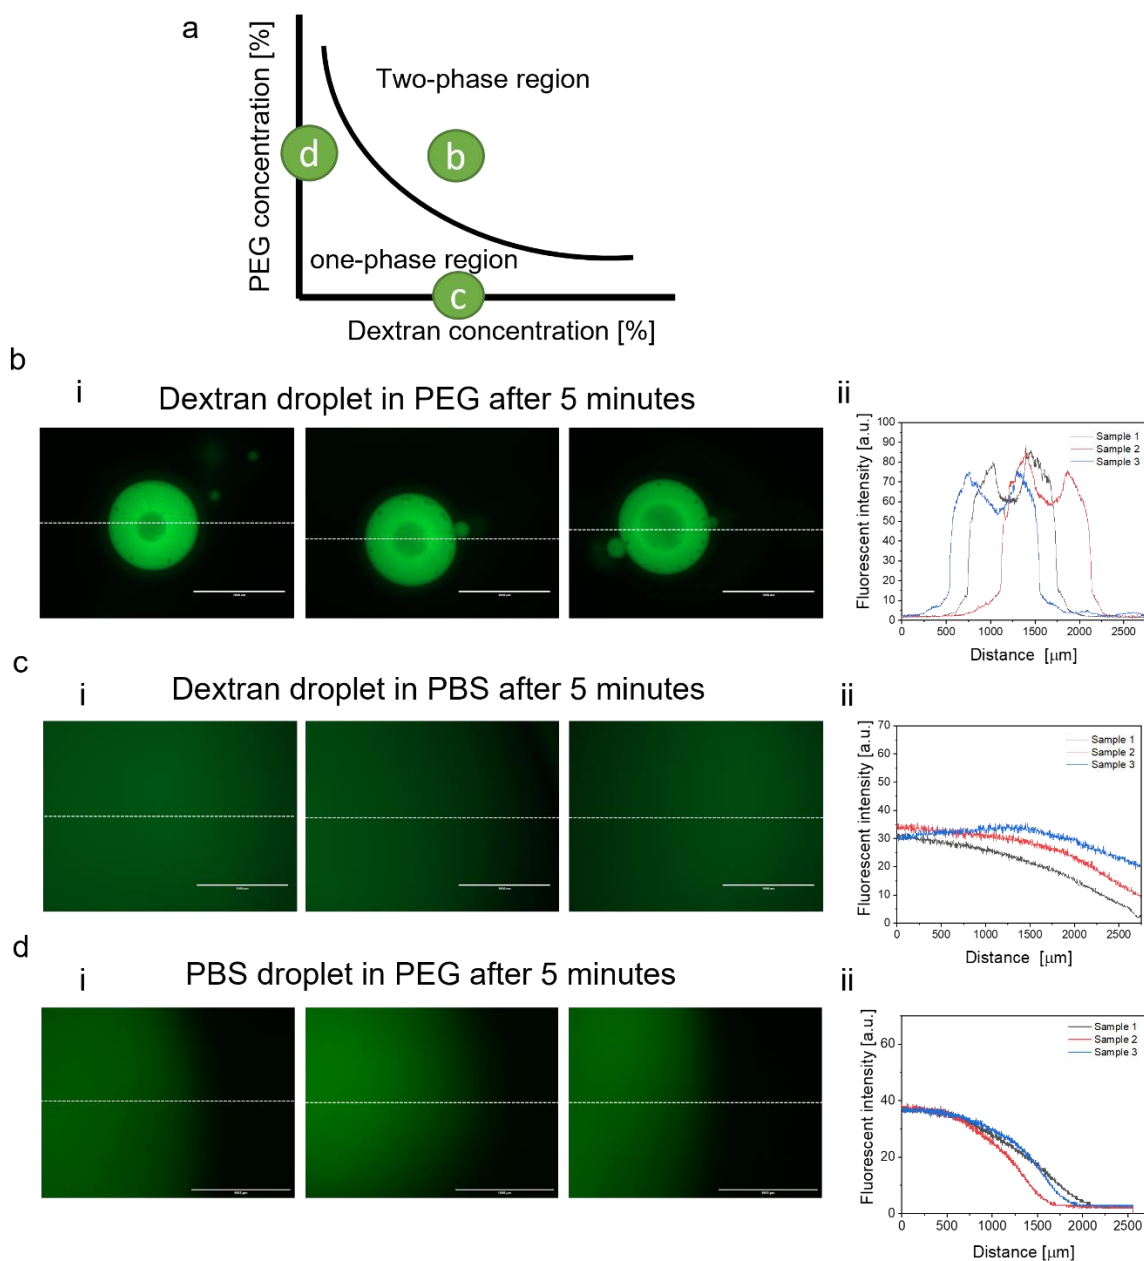 a
PEG concentration [%]
Two-phase region
d
b
one-phase region
c
Dextran concentration [%]
b
i
Dextran droplet in PEG after 5 minutes
ii
Fluorescent intensity [a.u.]
100
90
80
70
60
50
40
30
20
10
0
Sample 1
Sample 2
Sample 3
0 500 1000 1500 2000 2500
Distance [μm]
c
i
Dextran droplet in PBS after 5 minutes
ii
Fluorescent intensity [a.u.]
70
60
50
40
30
20
10
0
Sample 1
Sample 2
Sample 3
0 500 1000 1500 2000 2500
Distance [μm]
d
i
PBS droplet in PEG after 5 minutes
ii
Fluorescent intensity [a.u.]
60
40
20
0
Sample 1
Sample 2
Sample 3
0 500 1000 1500 2000 2500
Distance [μm]